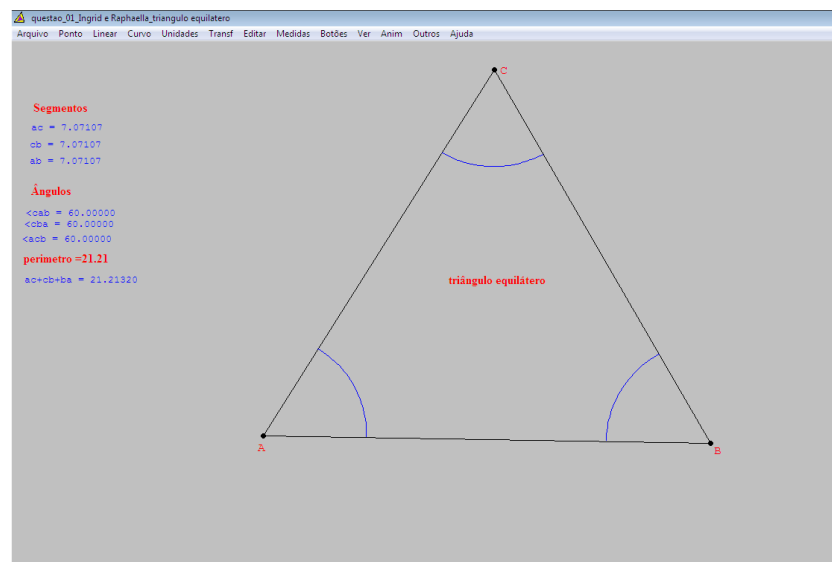 questao_01_Ingrid e Raphaella_triangulo equilatero
Arquivo Ponto Linear Curvo Unidades Transf Editar Medidas Botões Ver Anim Outros Ajuda
C
Segmentos
ac = 7.07107
cb = 7.07107
ab = 7.07107
Ângulos
<cab = 60.00000
<cba = 60.00000
<acb = 60.00000
perimetro =21.21
ac+cb+ba = 21.21320
triângulo equilátero
A
B